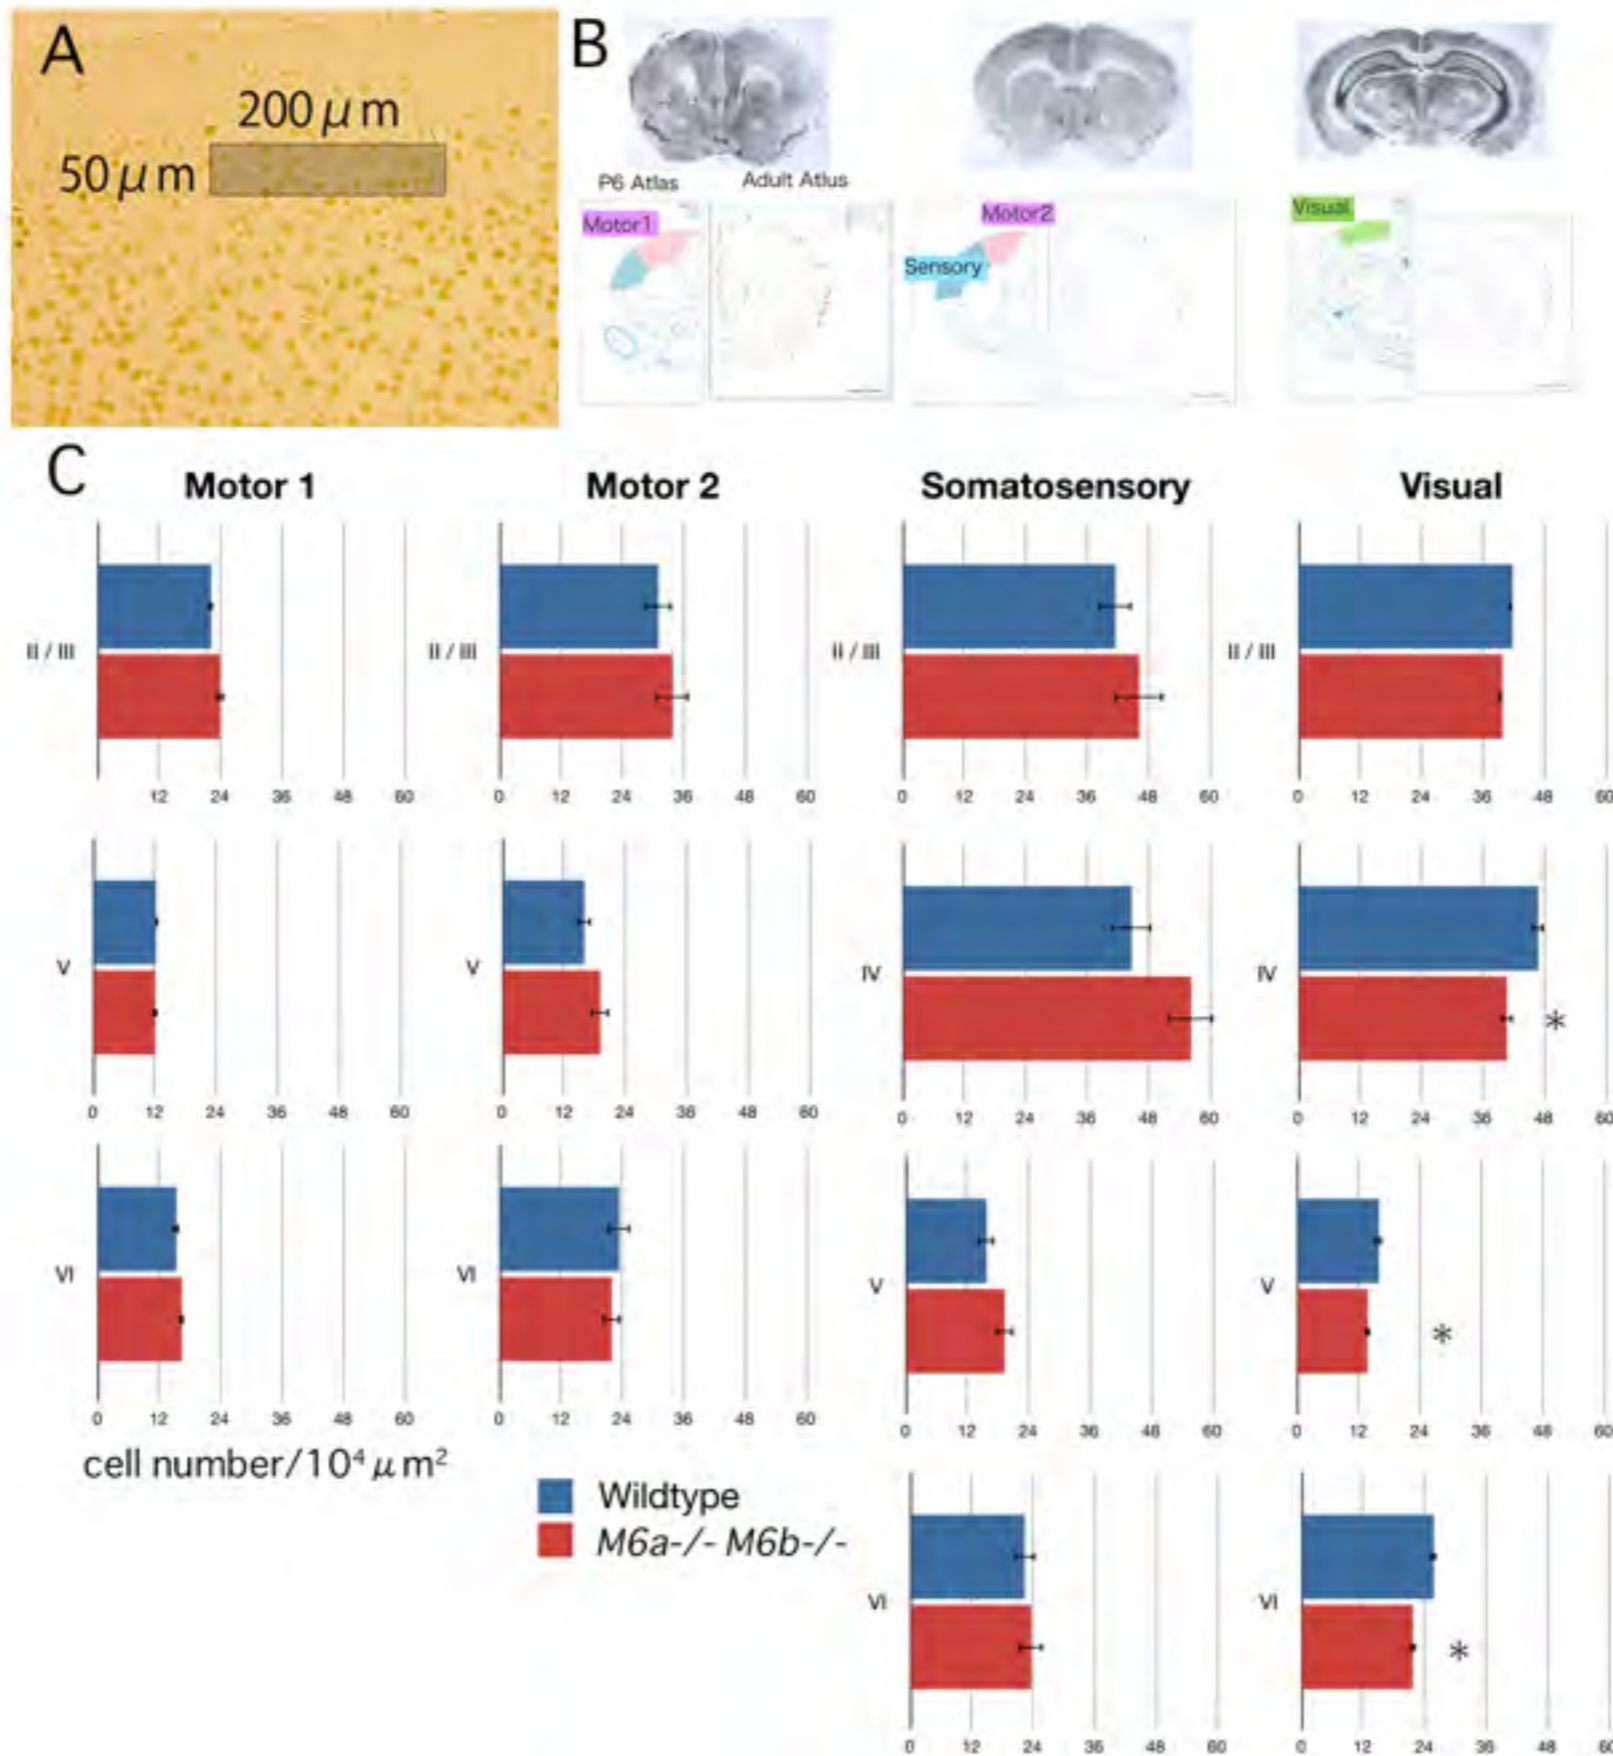 A
200 μm
50 μm
B
P6 Atlas
Adult Atlus
Motor1
Motor2
Sensory
Visual
C
Motor 1
Motor 2
Somatosensory
Visual
II / III
II / III
II / III
II / III
12 24 36 48 60
0 12 24 36 48 60
0 12 24 36 48 60
0 12 24 36 48 60
V
V
IV
IV
*
0 12 24 36 48 60
0 12 24 36 48 60
0 12 24 36 48 60
0 12 24 36 48 60
VI
VI
V
V
*
0 12 24 36 48 60
0 12 24 36 48 60
0 12 24 36 48 60
0 12 24 36 48 60
cell number/10⁴ μm²
Wildtype
M6a-/- M6b-/-
VI
VI
*
0 12 24 36 48 60
0 12 24 36 48 60